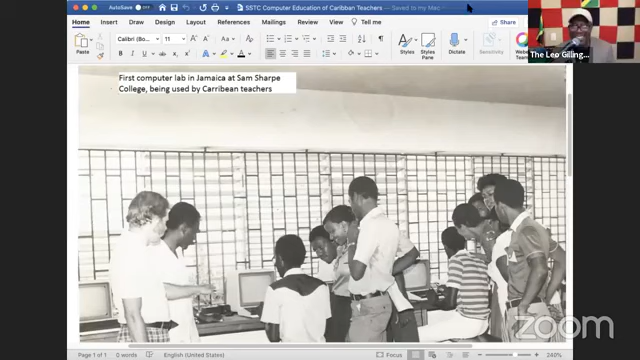 AutoSave
OFF
SSTC Computer Education of Caribban Teachers — Saved to my Mac
Home
Insert
Draw
Design
Layout
References
Mailings
Review
View
Tell me
Share
Paste
Calibri (Bo...
11
Styles
Styles
Pane
Dictate
Sensitivity
The Leo Gilling...
First computer lab in Jamaica at Sam Sharpe
College, being used by Carribean teachers
zoom
Page 1 of 1
0 words
English (United States)
Focus
240%